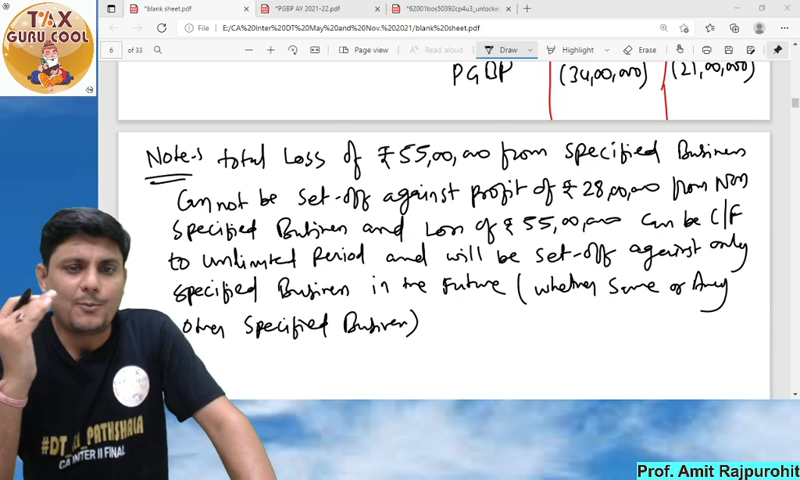 TAX
GURU COOL
*blank sheet.pdf
*PGBP AY 2021-22.pdf
*62001bos50392cp4u3_unlocke
File
E:/CA%20Inter%20DT%20May%20and%20Nov.%202021/blank%20sheet.pdf
6 of 33
Page view
Read aloud
Draw
Highlight
Erase
PGBP (34,00,000) (21,00,000)
Note-s total Loss of ₹55,00,000 from Specified Business
Can not be Set-off against profit of ₹28,00,000 from Non
Specified Business and Loss of ₹55,00,000 Can be C/F
to unlimited Period and will be Set-off against only
Specified Business in the Future (whether Same or Any
other Specified Business)
#DT_KI_PATHSHALA
CA INTER II FINAL
Prof. Amit Rajpurohit